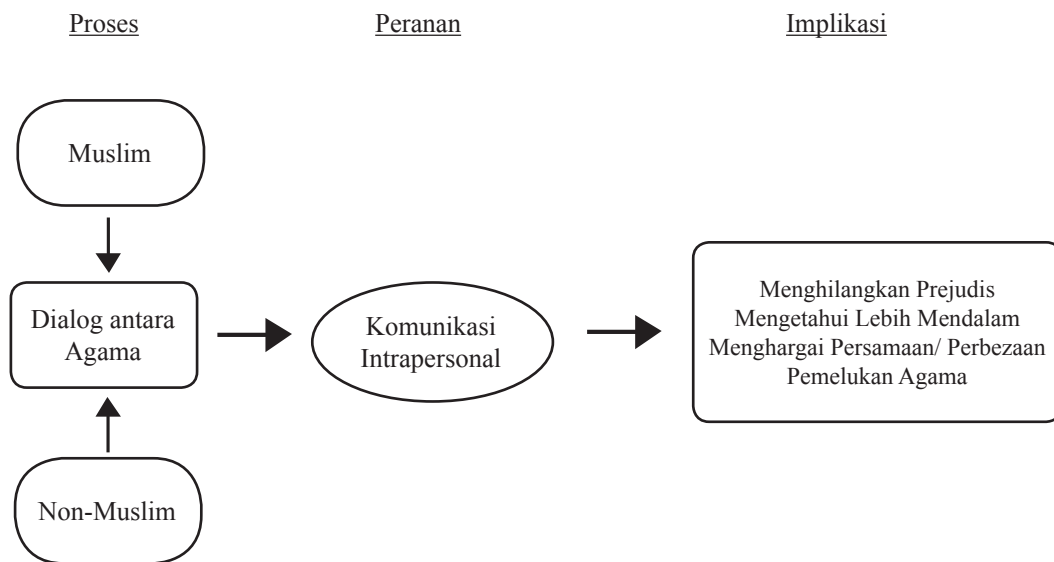 Proses
Peranan
Implikasi
Muslim
Dialog antara
Agama
Non-Muslim
Komunikasi
Intrapersonal
Menghilangkan Prejudis
Mengetahui Lebih Mendalam
Menghargai Persamaan/ Perbezaan
Pemelukan Agama